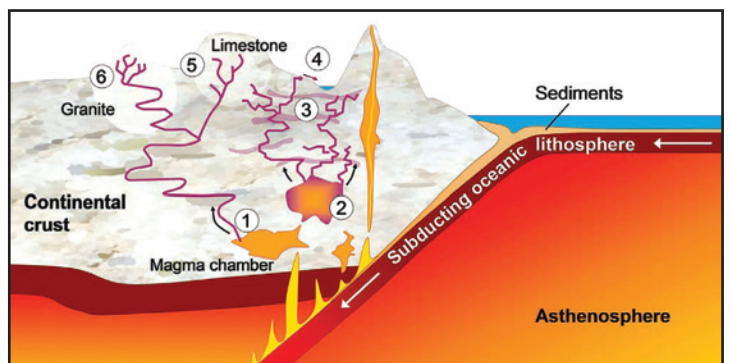 Limestone
4
5
6
Granite
3
Sediments
Subducting oceanic lithosphere
Continental
crust
1
2
Magma chamber
Asthenosphere